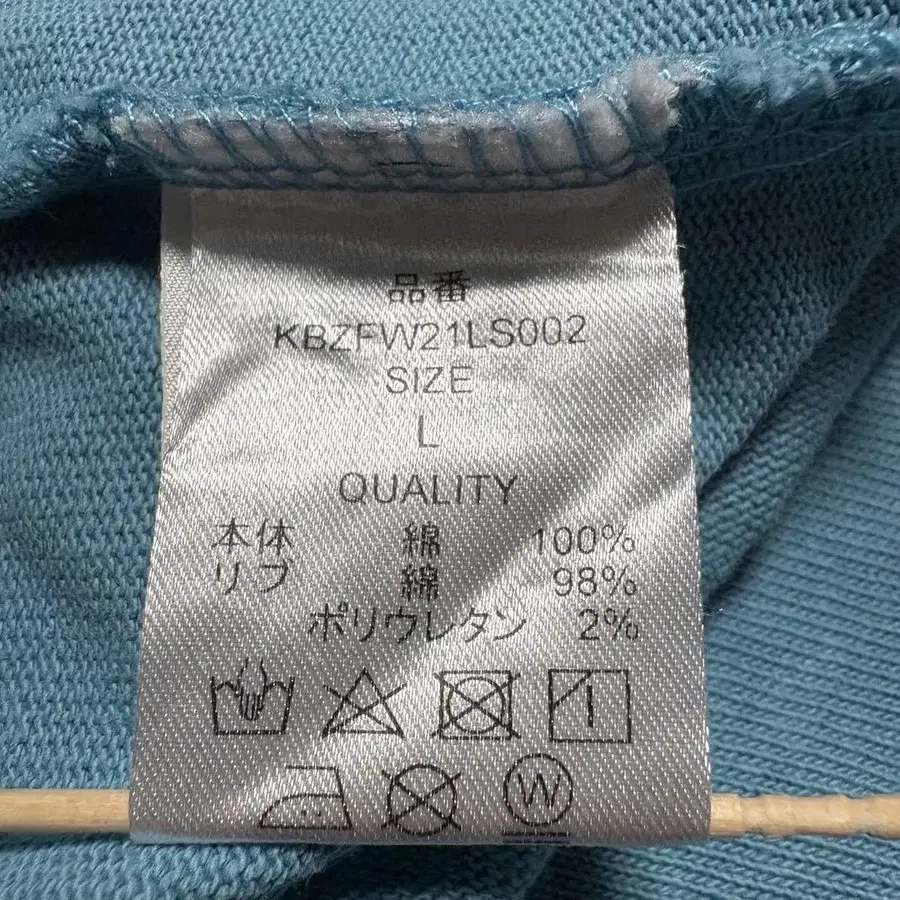 品番
KBZFW21LS002
SIZE
L
QUALITY
本体 綿 100%
リブ 綿 98%
ポリウレタン 2%
W